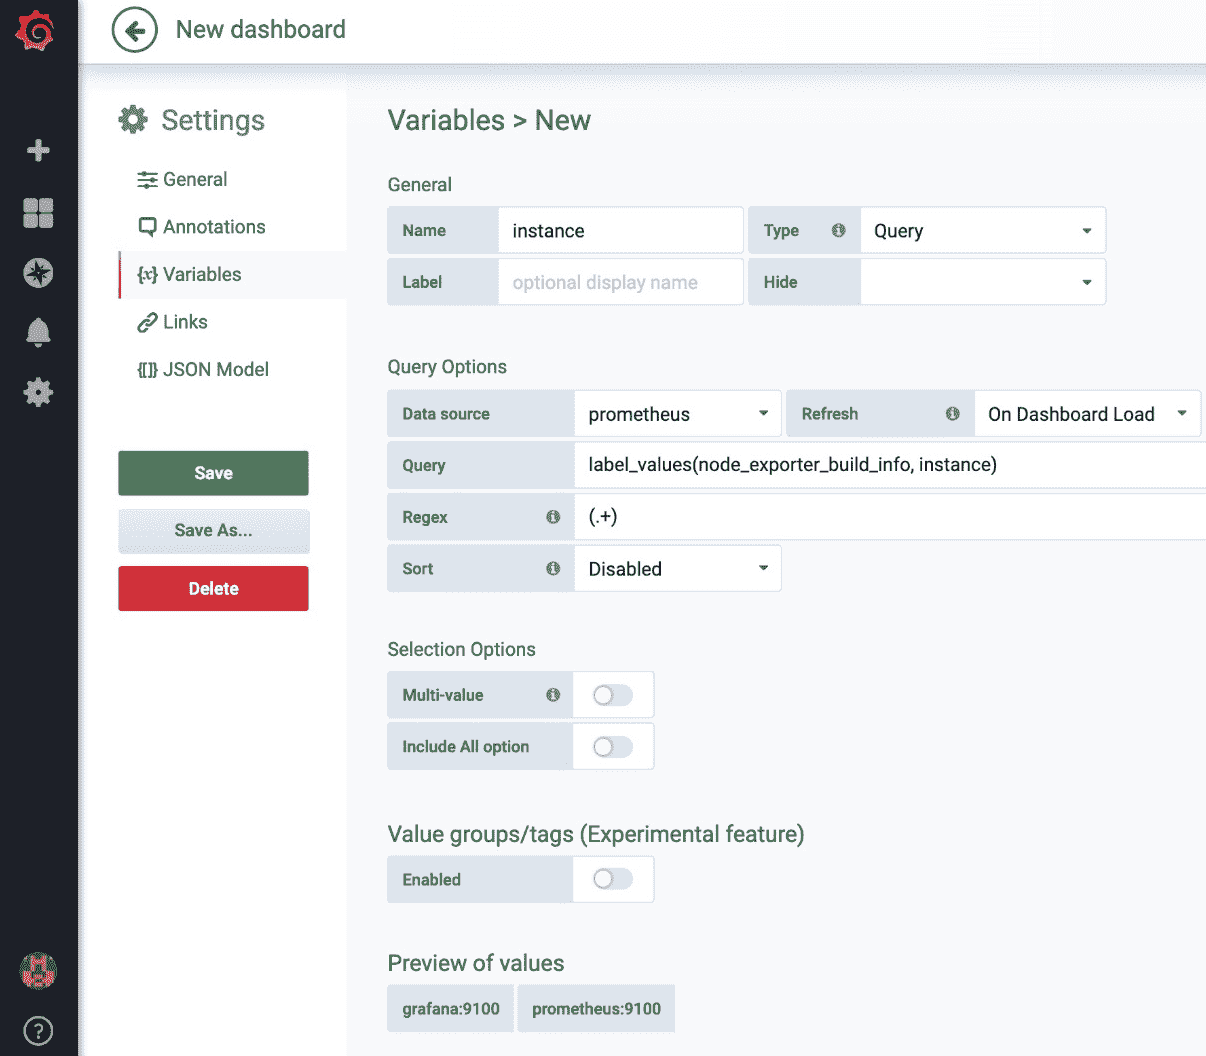 New dashboard
Settings
General
Annotations
{x} Variables
Links
{[]} JSON Model
Save
Save As...
Delete
Variables > New
General
Name instance Type Query
Label optional display name Hide
Query Options
Data source prometheus Refresh On Dashboard Load
Query label_values(node_exporter_build_info, instance)
Regex (.+)
Sort Disabled
Selection Options
Multi-value
Include All option
Value groups/tags (Experimental feature)
Enabled
Preview of values
grafana:9100 prometheus:9100